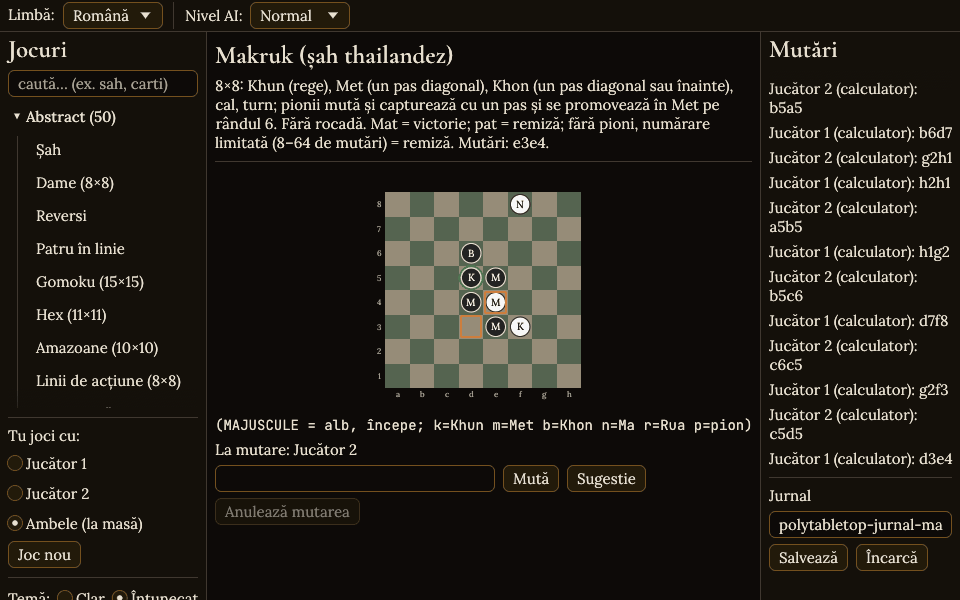 Limbă: Română ▼ Nivel AI: Normal ▼
Jocuri
caută... (ex. sah, carti)
▼ Abstract (50)
Șah
Dame (8×8)
Reversi
Patru în linie
Gomoku (15×15)
Hex (11×11)
Amazoane (10×10)
Linii de acțiune (8×8)
Tu joci cu:
Jucător 1
Jucător 2
Ambele (la masă)
Joc nou
Temă: Clar Întunecat
Makruk (șah thailandez)
8×8: Khun (rege), Met (un pas diagonal), Khon (un pas diagonal sau înainte),
cal, turn; pionii mută și capturează cu un pas și se promovează în Met pe
rândul 6. Fără rocadă. Mat = victorie; pat = remiză; fără pioni, numărare
limitată (8–64 de mutări) = remiză. Mutări: e3e4.
8 N
7
6 B
5 K M
4 M M
3 M K
2
1
a b c d e f g h
(MAJUSCULE = alb, începe; k=Khun m=Met b=Khon n=Ma r=Rua p=pion)
La mutare: Jucător 2
Mută Sugestie
Anulează mutarea
Mutări
Jucător 2 (calculator):
b5a5
Jucător 1 (calculator): b6d7
Jucător 2 (calculator): g2h1
Jucător 1 (calculator): h2h1
Jucător 2 (calculator):
a5b5
Jucător 1 (calculator): h1g2
Jucător 2 (calculator):
b5c6
Jucător 1 (calculator): d7f8
Jucător 2 (calculator):
c6c5
Jucător 1 (calculator): g2f3
Jucător 2 (calculator):
c5d5
Jucător 1 (calculator): d3e4
Jurnal
polytabletop-jurnal-ma
Salvează Încarcă